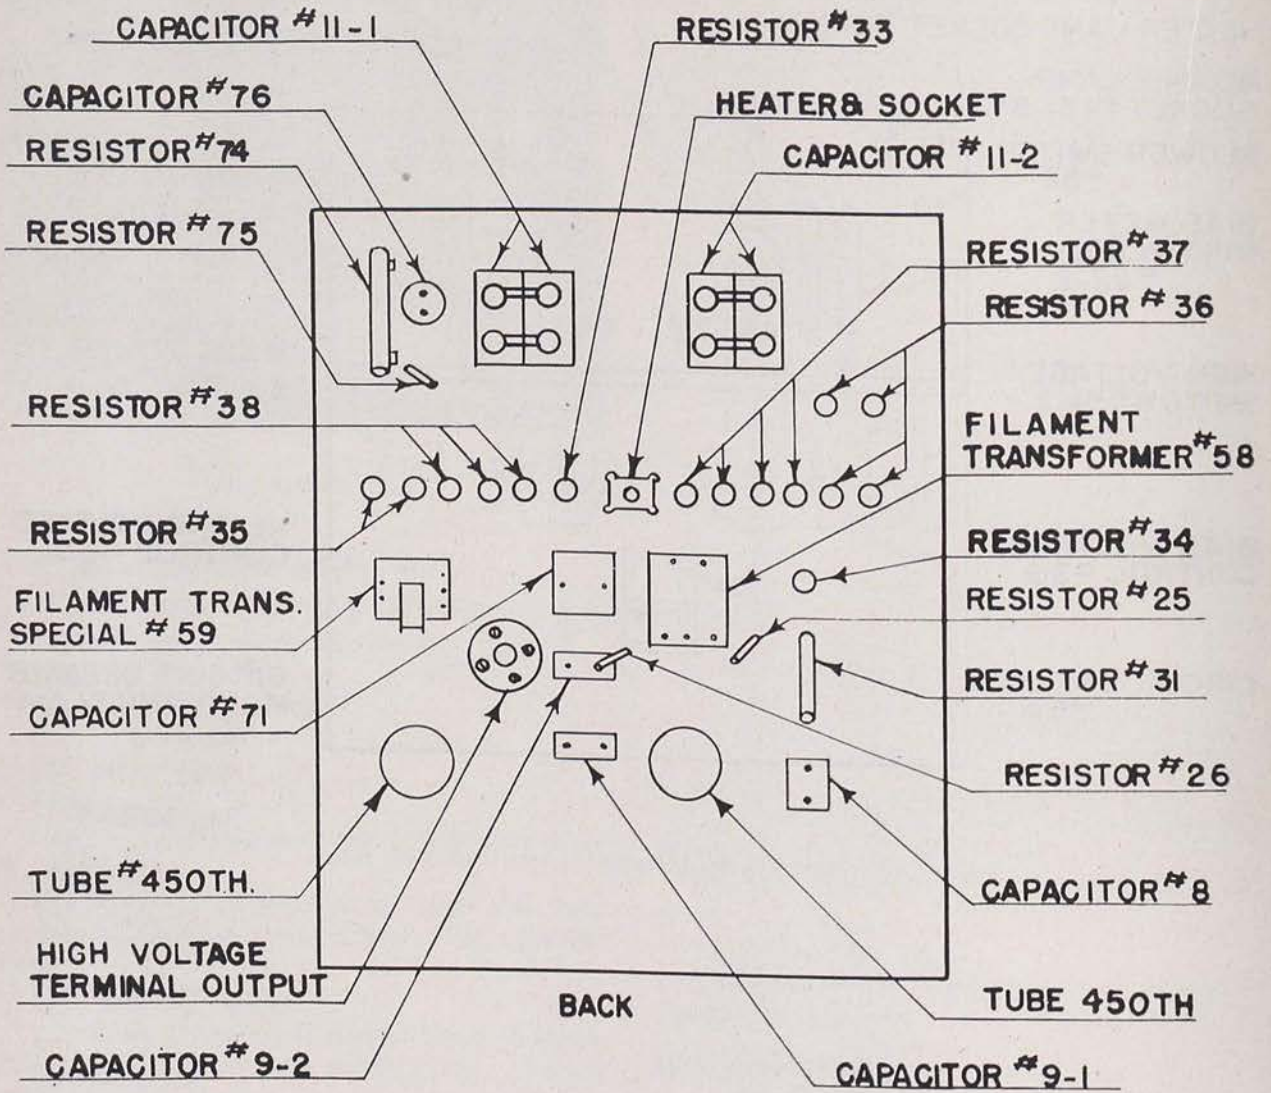 CAPACITOR #11-1
RESISTOR #33
CAPACITOR #76
HEATER& SOCKET
RESISTOR #74
CAPACITOR #11-2
RESISTOR #75
RESISTOR #37
RESISTOR #36
RESISTOR #38
FILAMENT
TRANSFORMER #58
RESISTOR #35
RESISTOR #34
FILAMENT TRANS.
SPECIAL #59
RESISTOR #25
RESISTOR #31
CAPACITOR #71
RESISTOR #26
TUBE #450TH.
CAPACITOR #8
HIGH VOLTAGE
TERMINAL OUTPUT
BACK
TUBE 450TH
CAPACITOR #9-2
CAPACITOR #9-1